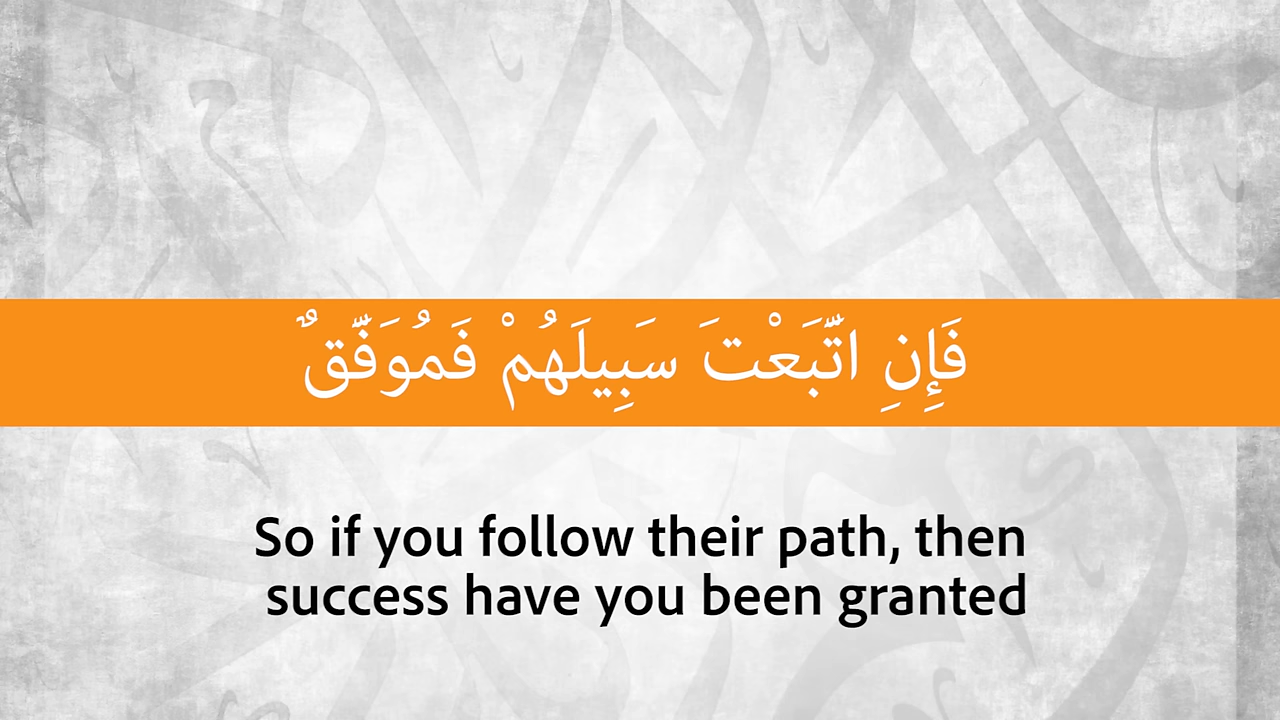 فَإِنِ اتَّبَعْتَ سَبِيلَهُمْ فَمُوَفَّقٌ
So if you follow their path, then
success have you been granted